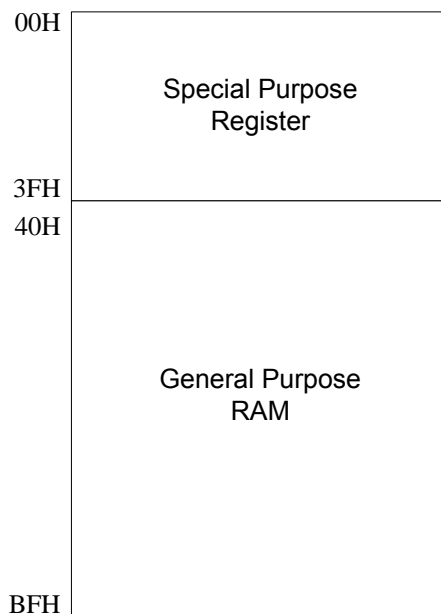 00H
Special Purpose
Register
3FH
40H
General Purpose
RAM
BFH